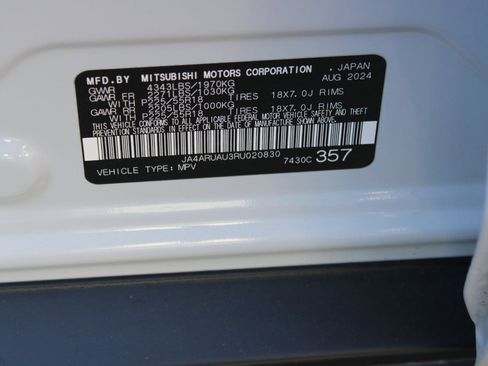 MFD.BY MITSUBISHI MOTORS CORPORATION , JAPAN
GVWR 4343LBS/1970KG AUG 2024
GAWR FR 2271LBS/1030KG
WITH P225/55R18 TIRES 18X7.0J RIMS
GAWR RR 2205LBS/1000KG
WITH P225/55R18 TIRES 18X7.0J RIMS
THIS VEHICLE CONFORMS TO ALL APPLICABLE FEDERAL MOTOR VEHICLE SAFETY AND THEFT
PREVENTION STANDARDS IN EFFECT ON THE DATE OF MANUFACTURE SHOWN ABOVE.
JA4ARUAU3RU020830 7430C 357
VEHICLE TYPE: MPV